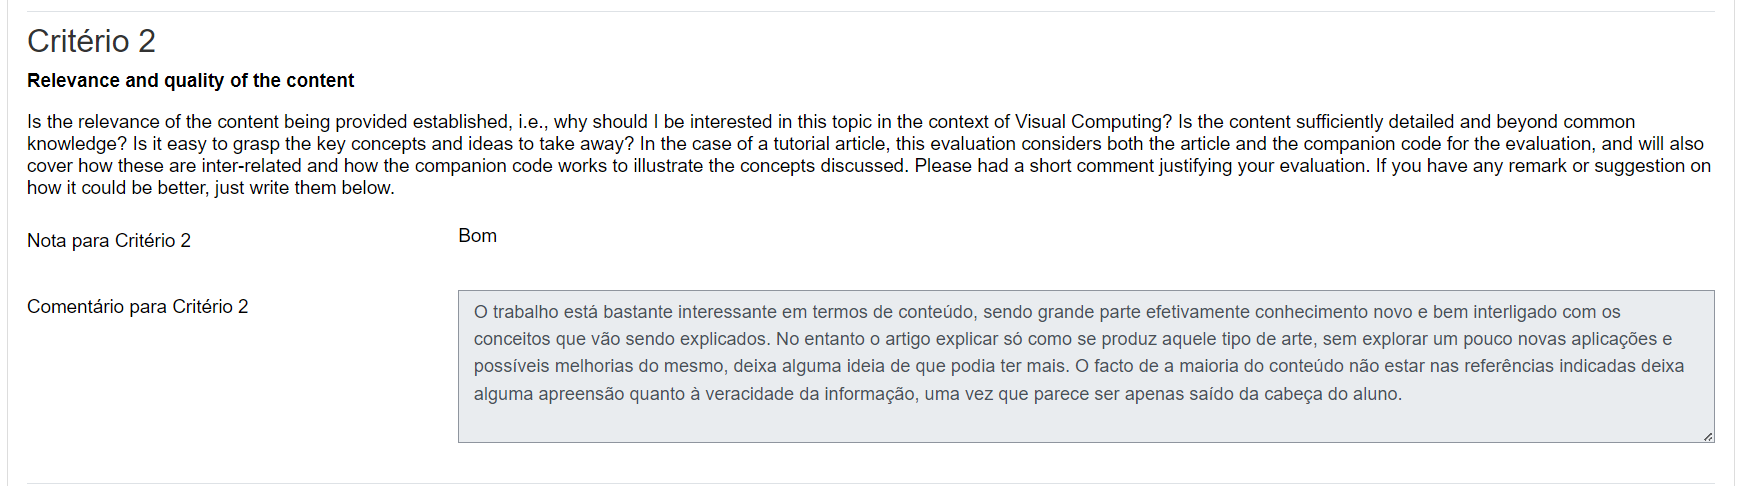 Critério 2
Relevance and quality of the content
Is the relevance of the content being provided established, i.e., why should I be interested in this topic in the context of Visual Computing? Is the content sufficiently detailed and beyond common
knowledge? Is it easy to grasp the key concepts and ideas to take away? In the case of a tutorial article, this evaluation considers both the article and the companion code for the evaluation, and will also
cover how these are inter-related and how the companion code works to illustrate the concepts discussed. Please had a short comment justifying your evaluation. If you have any remark or suggestion on
how it could be better, just write them below.
Nota para Critério 2
Bom
Comentário para Critério 2
O trabalho está bastante interessante em termos de conteúdo, sendo grande parte efetivamente conhecimento novo e bem interligado com os
conceitos que vão sendo explicados. No entanto o artigo explicar só como se produz aquele tipo de arte, sem explorar um pouco novas aplicações e
possíveis melhorias do mesmo, deixa alguma ideia de que podia ter mais. O facto de a maioria do conteúdo não estar nas referências indicadas deixa
alguma apreensão quanto à veracidade da informação, uma vez que parece ser apenas saído da cabeça do aluno.